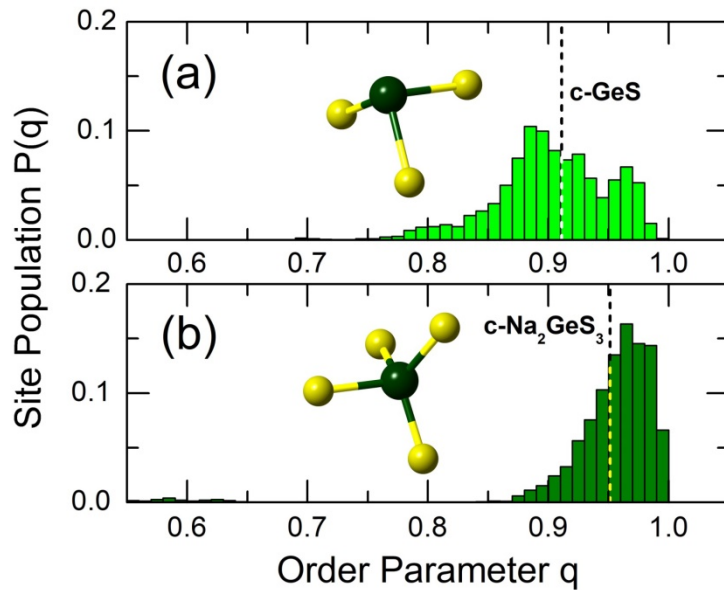 0.2
(a)
c-GeS
0.1
0.0
0.6 0.7 0.8 0.9 1.0
0.2
(b)
c-Na₂GeS₃
0.1
0.0
0.6 0.7 0.8 0.9 1.0
Site Population P(q)
Order Parameter q